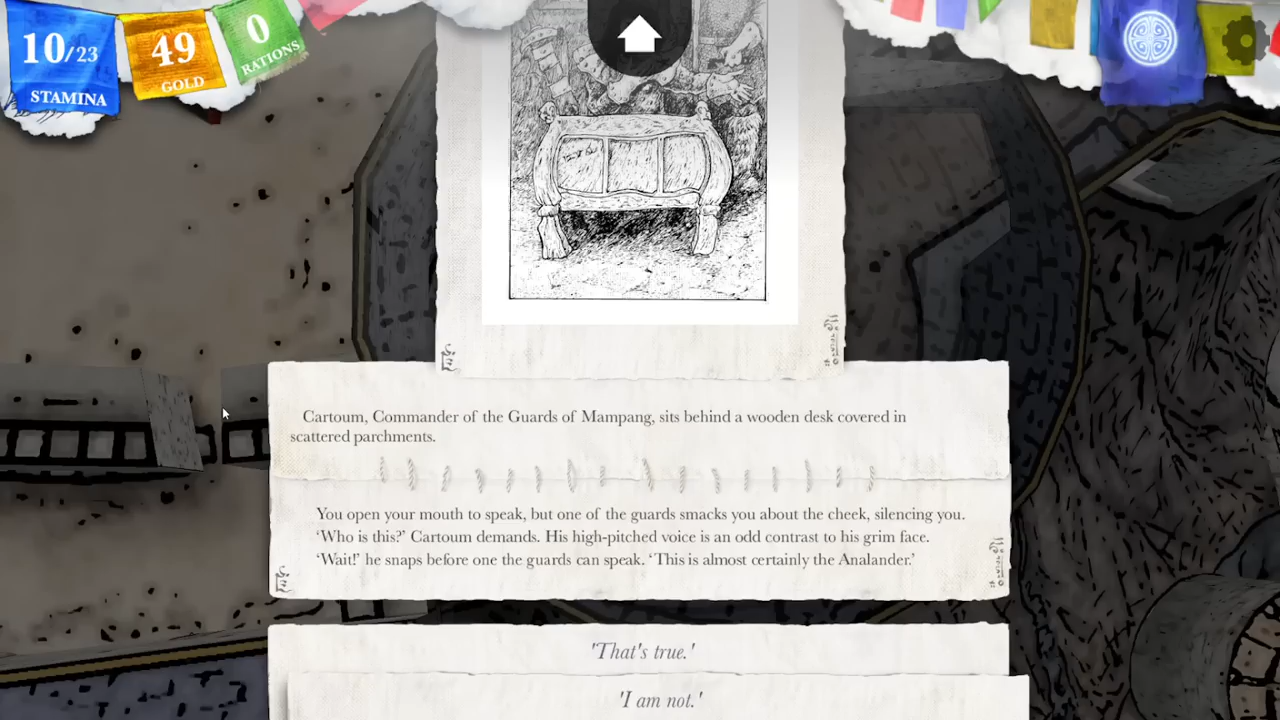 10/23
STAMINA
49
GOLD
0
RATIONS
Cartoum, Commander of the Guards of Mampang, sits behind a wooden desk covered in
scattered parchments.
You open your mouth to speak, but one of the guards smacks you about the cheek, silencing you.
‘Who is this?’ Cartoum demands. His high-pitched voice is an odd contrast to his grim face.
‘Wait!’ he snaps before one the guards can speak. ‘This is almost certainly the Analander.’
'That's true.'
'I am not.'